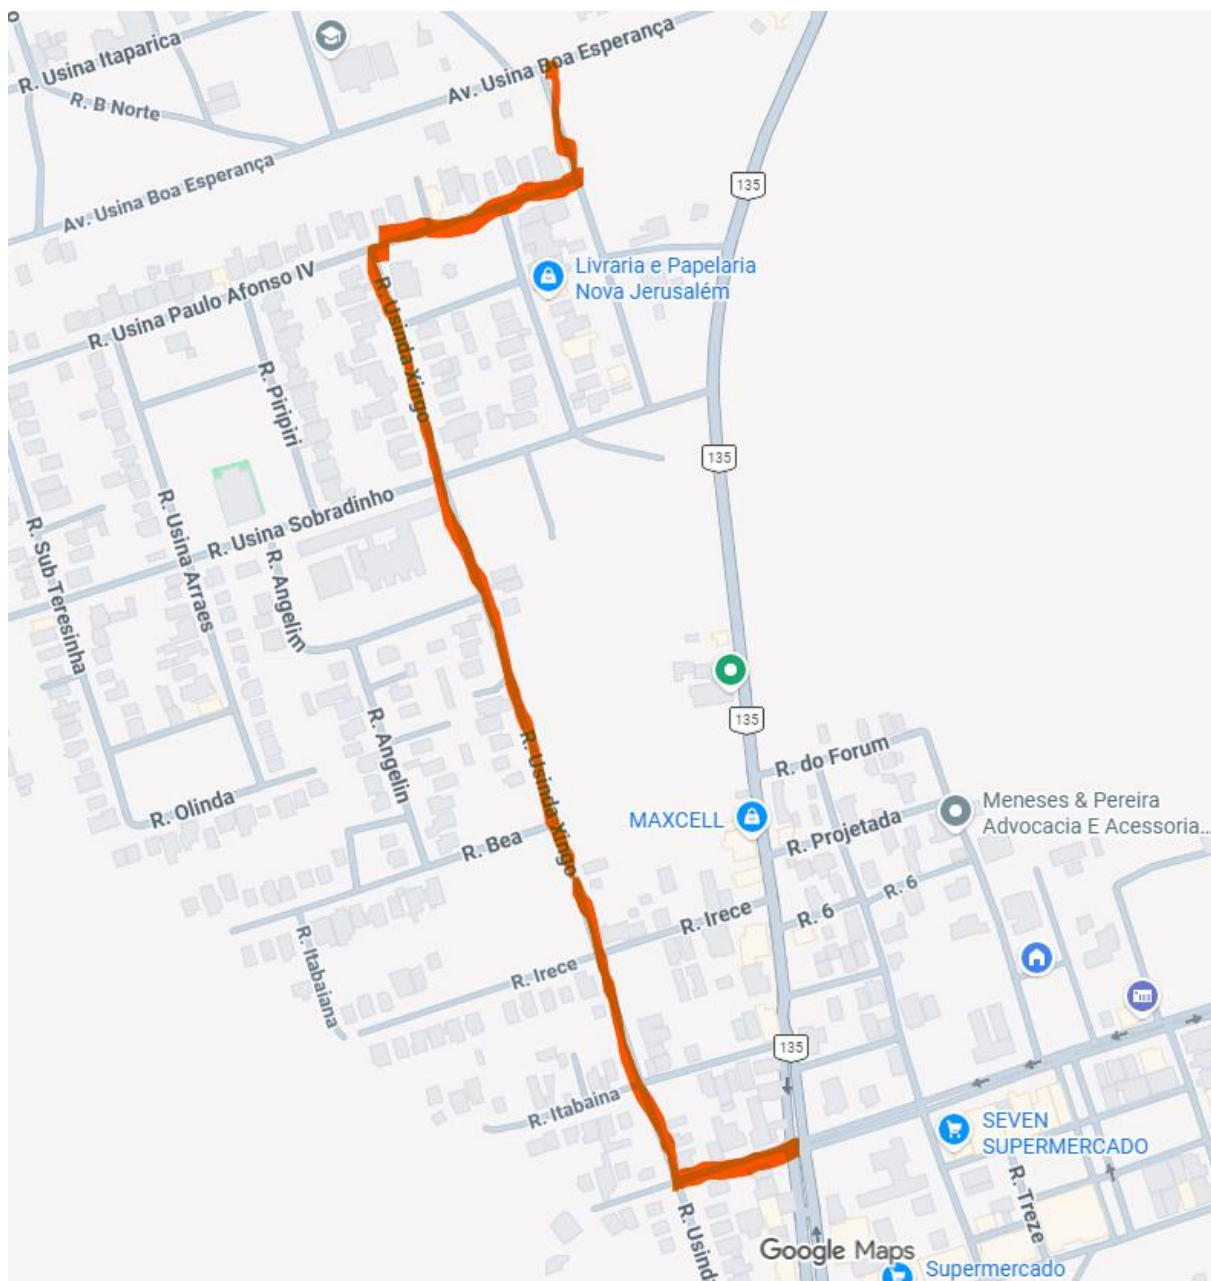 R. Usina Itaparica
R. B Norte
Av. Usina Boa Esperança
Av. Usina Boa Esperança
135
Livraria e Papelaria
Nova Jerusalém
R. Usina Paulo Afonso IV
R. Usinda Xingo
R. Piripiri
135
R. Usina Sobradinho
R. Usina Arraes
R. Sub Teresinha
R. Angelim
135
R. Angelin
R. Usinda Xingo
R. do Forum
R. Olinda
MAXCELL
Meneses & Pereira
Advocacia E Acessoria...
R. Bea
R. Projetada
R. 6
R. 6
R. Irece
R. Irece
R. Itabaiana
135
R. Itabaina
SEVEN
SUPERMERCADO
R. Treze
R. Usind
Google Maps
Supermercado